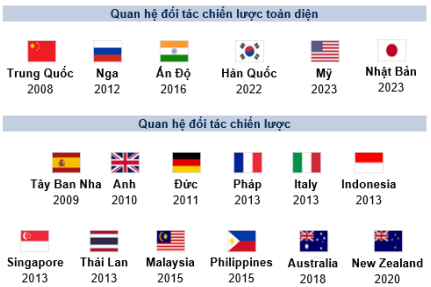 Quan hệ đối tác chiến lược toàn diện
Trung Quốc Nga Ấn Độ Hàn Quốc Mỹ Nhật Bản
2008 2012 2016 2022 2023 2023
Quan hệ đối tác chiến lược
Tây Ban Nha Anh Đức Pháp Italy Indonesia
2009 2010 2011 2013 2013 2013
Singapore Thái Lan Malaysia Philippines Australia New Zealand
2013 2013 2015 2015 2018 2020